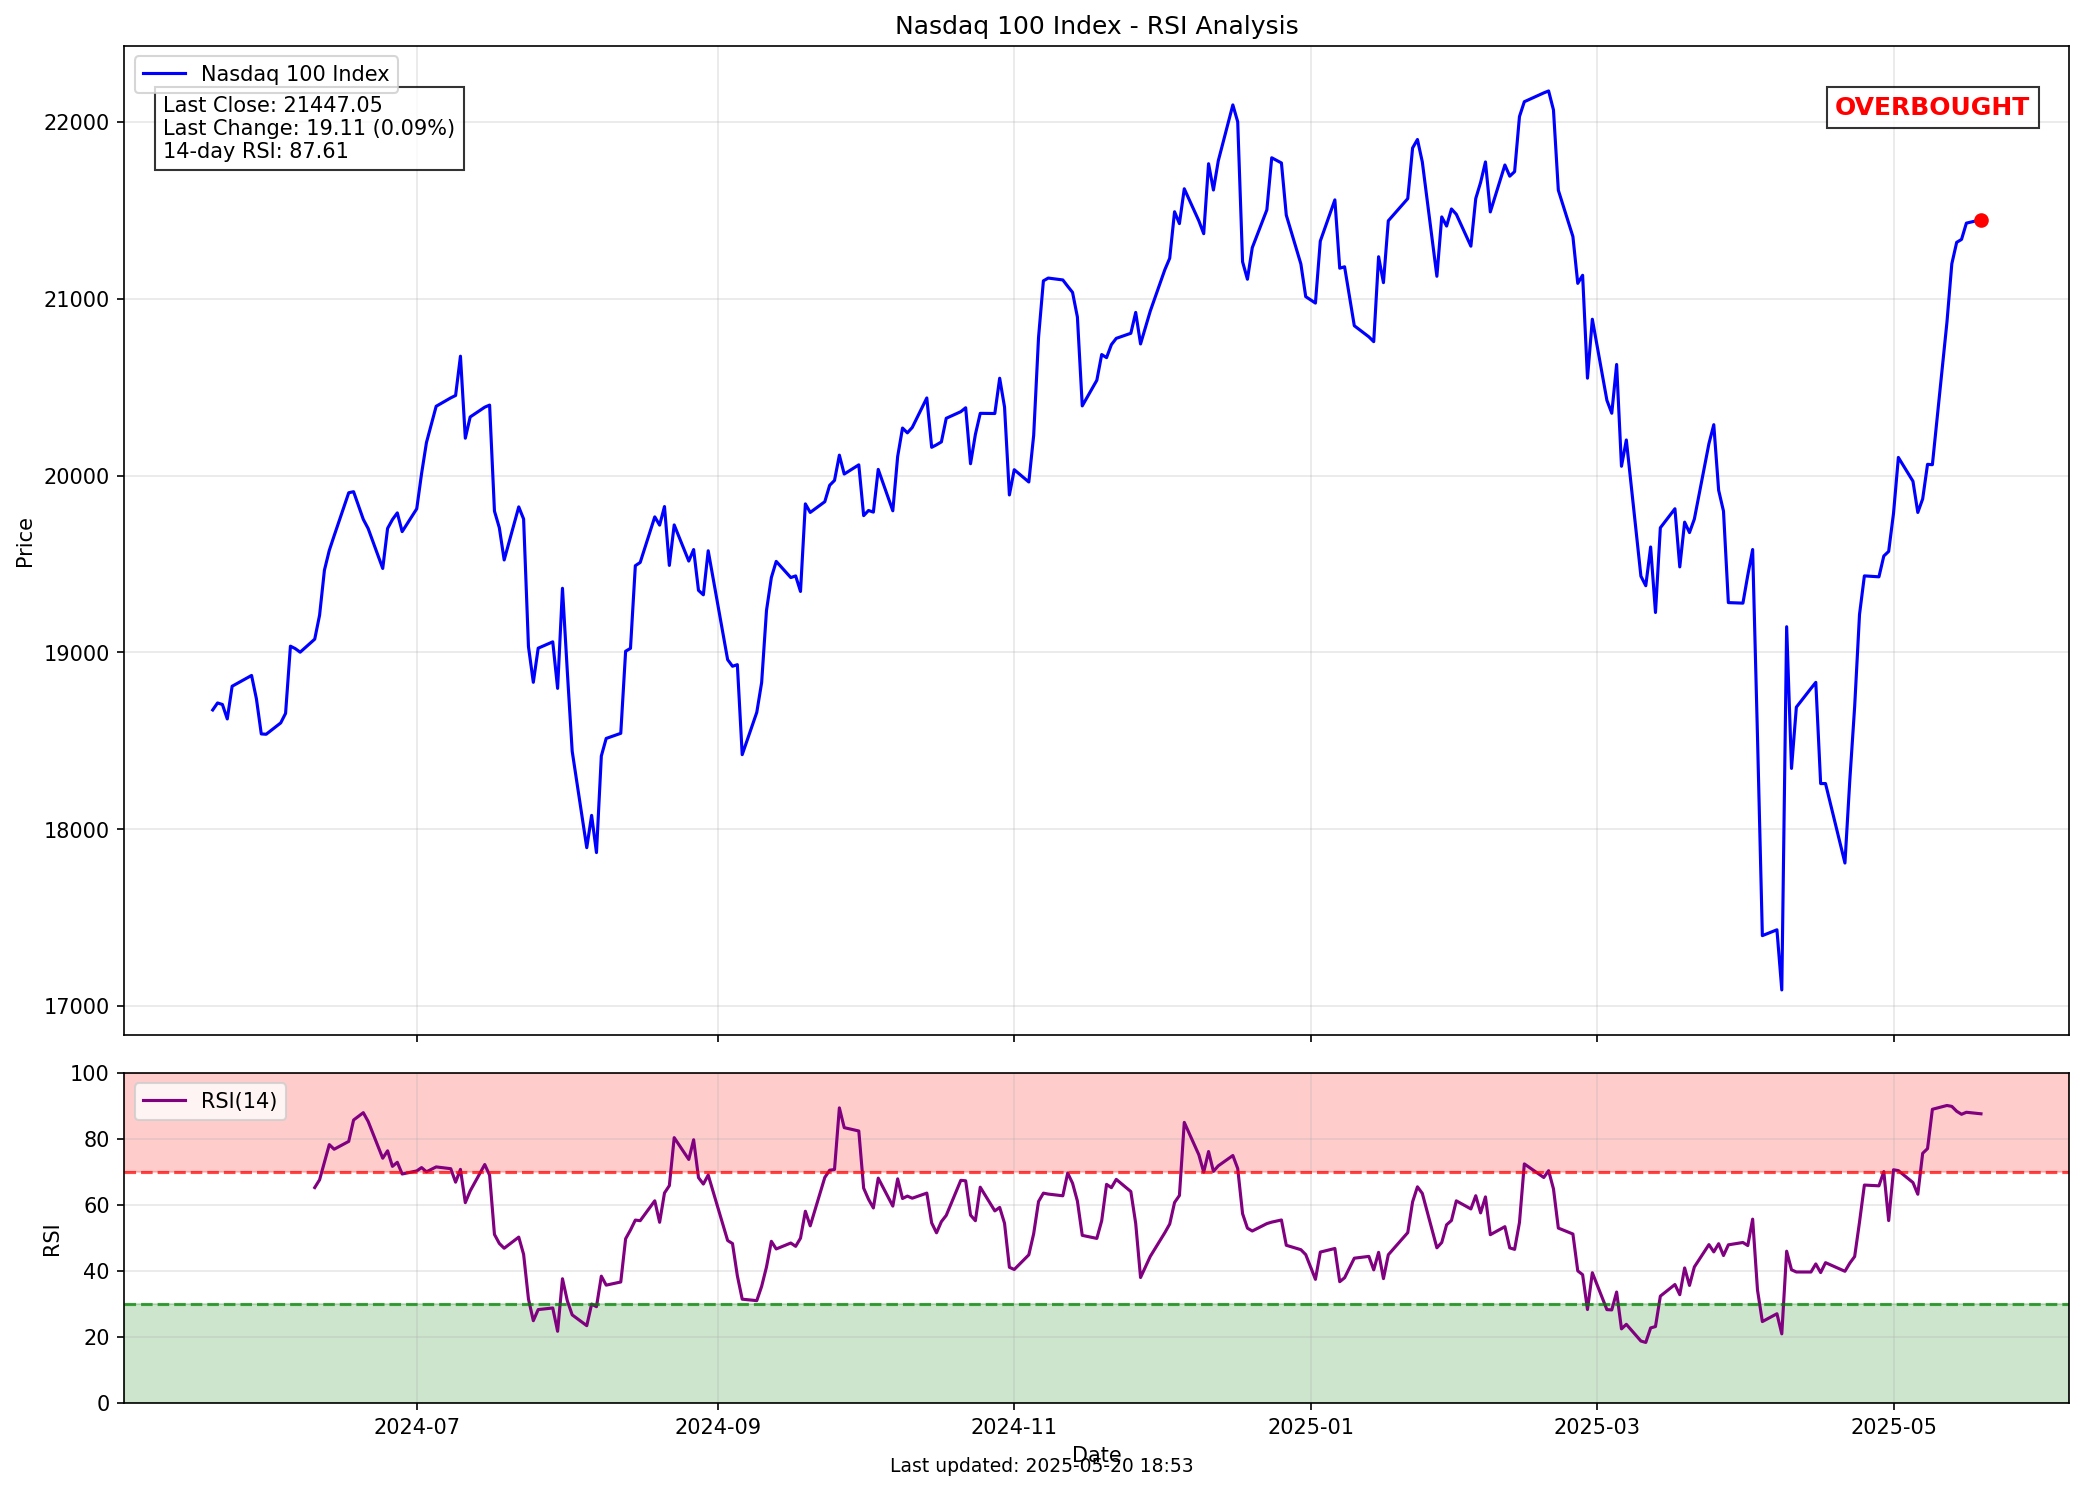 Nasdaq 100 Index - RSI Analysis
Nasdaq 100 Index
Last Close: 21447.05
Last Change: 19.11 (0.09%)
14-day RSI: 87.61
OVERBOUGHT
Price
22000
21000
20000
19000
18000
17000
RSI(14)
RSI
100
80
60
40
20
0
2024-07
2024-09
2024-11
2025-01
2025-03
2025-05
Date
Last updated: 2025-05-20 18:53